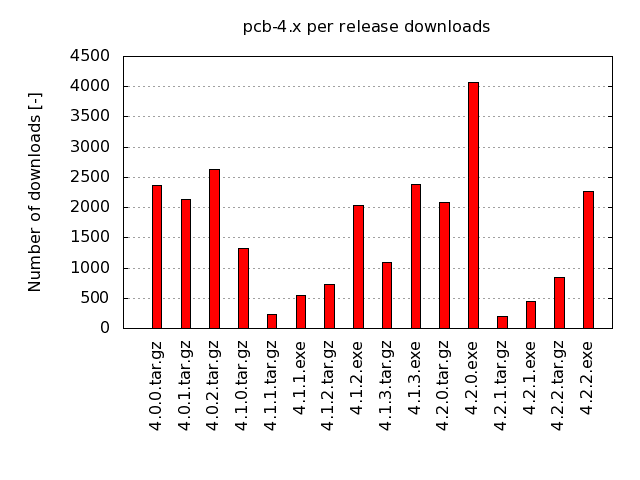 pcb-4.x per release downloads
Number of downloads [-]
4500
4000
3500
3000
2500
2000
1500
1000
500
0
4.0.0.tar.gz
4.0.1.tar.gz
4.0.2.tar.gz
4.1.0.tar.gz
4.1.1.tar.gz
4.1.1.exe
4.1.2.tar.gz
4.1.2.exe
4.1.3.tar.gz
4.1.3.exe
4.2.0.tar.gz
4.2.0.exe
4.2.1.tar.gz
4.2.1.exe
4.2.2.tar.gz
4.2.2.exe